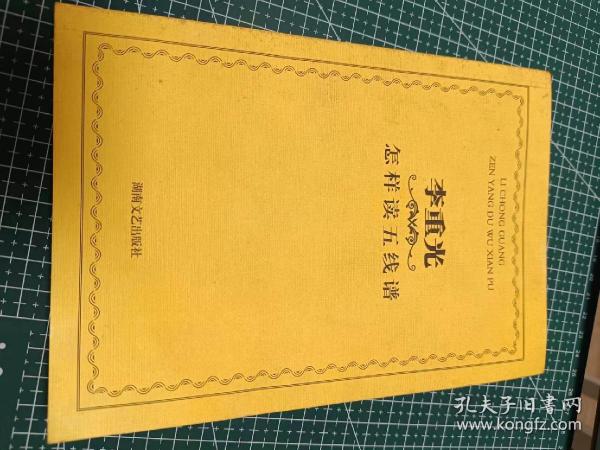 LI CHONG GUANG
ZEN YANG DU WU XIAN PU
李重光
怎样读五线谱
湖南文艺出版社
孔夫子旧書网
www.kongfz.com